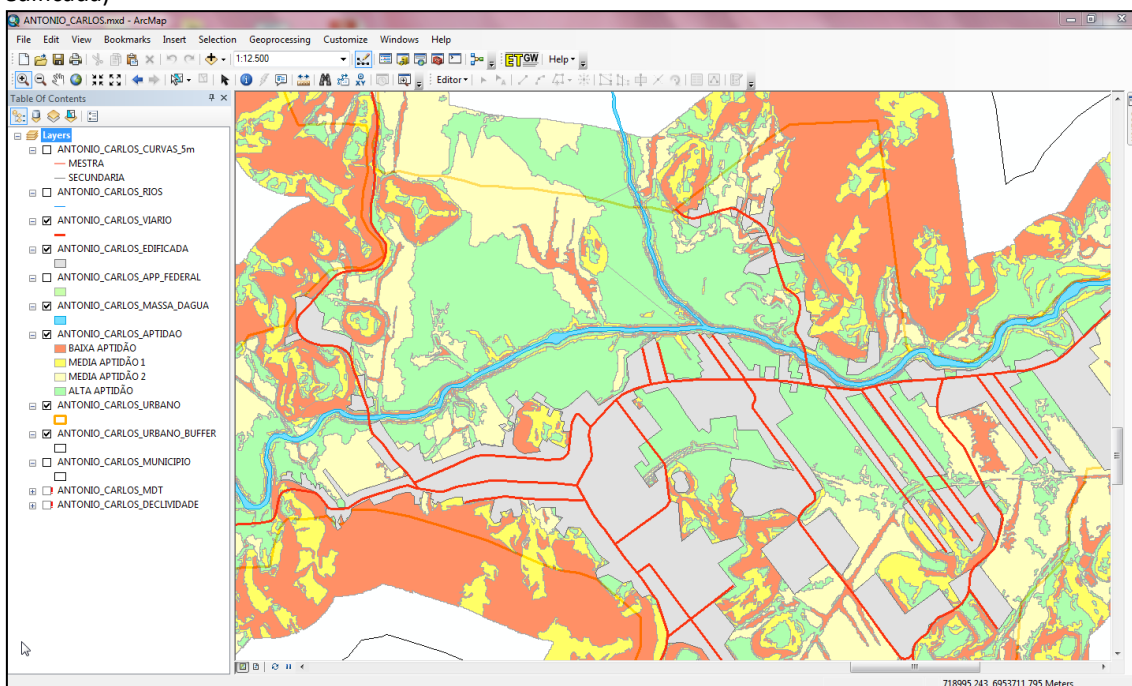 ANTONIO_CARLOS.mxd - ArcMap
File Edit View Bookmarks Insert Selection Geoprocessing Customize Windows Help
1:12.500
ET GW Help
Editor
Table Of Contents
Layers
ANTONIO_CARLOS_CURVAS_5m
MESTRA
SECUNDARIA
ANTONIO_CARLOS_RIOS
ANTONIO_CARLOS_VIARIO
ANTONIO_CARLOS_EDIFICADA
ANTONIO_CARLOS_APP_FEDERAL
ANTONIO_CARLOS_MASSA_DAGUA
ANTONIO_CARLOS_APTIDAO
BAIXA APTIDÃO
MEDIA APTIDÃO 1
MEDIA APTIDÃO 2
ALTA APTIDÃO
ANTONIO_CARLOS_URBANO
ANTONIO_CARLOS_URBANO_BUFFER
ANTONIO_CARLOS_MUNICIPIO
ANTONIO_CARLOS_MDT
ANTONIO_CARLOS_DECLIVIDADE
718995,243 6953711,795 Meters